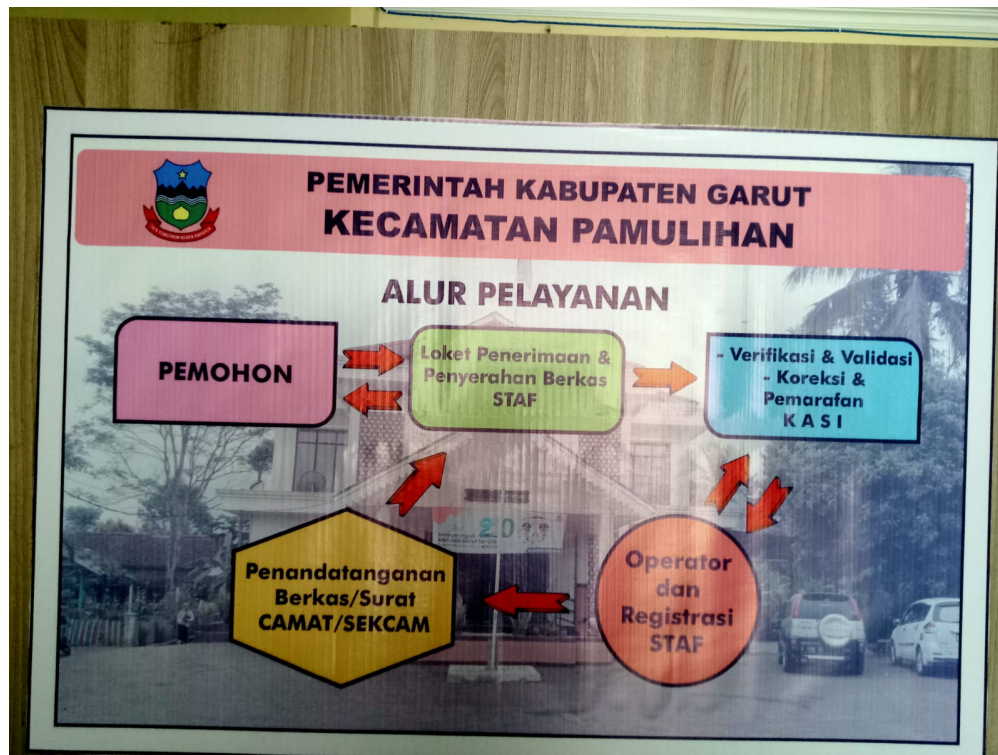 PEMERINTAH KABUPATEN GARUT
KECAMATAN PAMULIHAN
ALUR PELAYANAN
PEMOHON
Loket Penerimaan &
Penyerahan Berkas
STAF
- Verifikasi & Validasi
- Koreksi &
Pemarafan
K A S I
Penandatanganan
Berkas/Surat
CAMAT/SEKCAM
Operator
dan
Registrasi
STAF